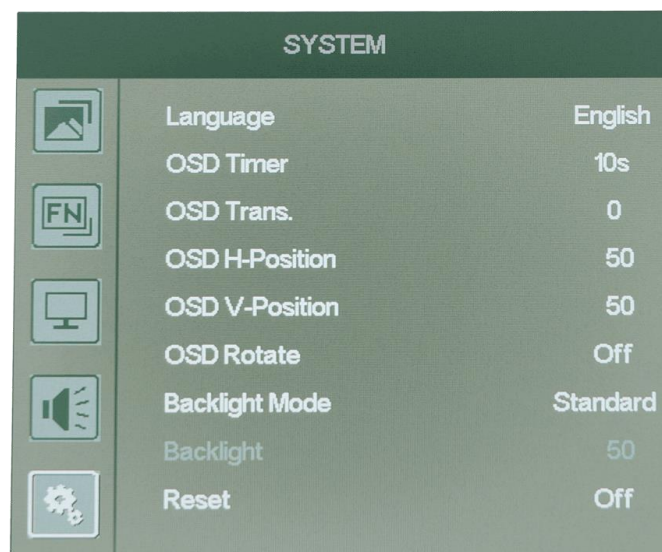 SYSTEM
Language English
OSD Timer 10s
FN
OSD Trans. 0
OSD H-Position 50
OSD V-Position 50
OSD Rotate Off
Backlight Mode Standard
Backlight 50
Reset Off